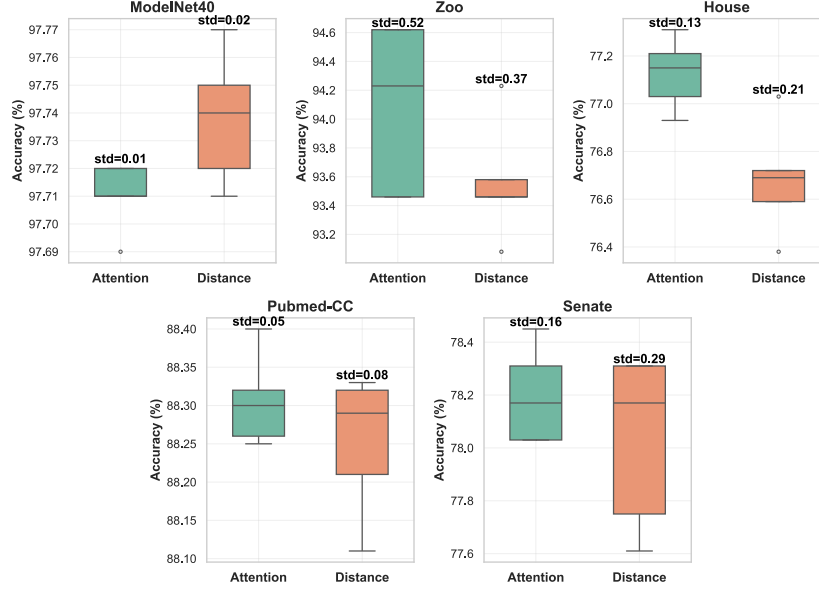 ModelNet40
Accuracy (%)
97.77
97.76
97.75
97.74
97.73
97.72
97.71
97.70
97.69
std=0.01
std=0.02
Attention
Distance
Zoo
Accuracy (%)
94.6
94.4
94.2
94.0
93.8
93.6
93.4
93.2
std=0.52
std=0.37
Attention
Distance
House
Accuracy (%)
77.2
77.0
76.8
76.6
76.4
std=0.13
std=0.21
Attention
Distance
Pubmed-CC
Accuracy (%)
88.40
88.35
88.30
88.25
88.20
88.15
88.10
std=0.05
std=0.08
Attention
Distance
Senate
Accuracy (%)
78.4
78.2
78.0
77.8
77.6
std=0.16
std=0.29
Attention
Distance